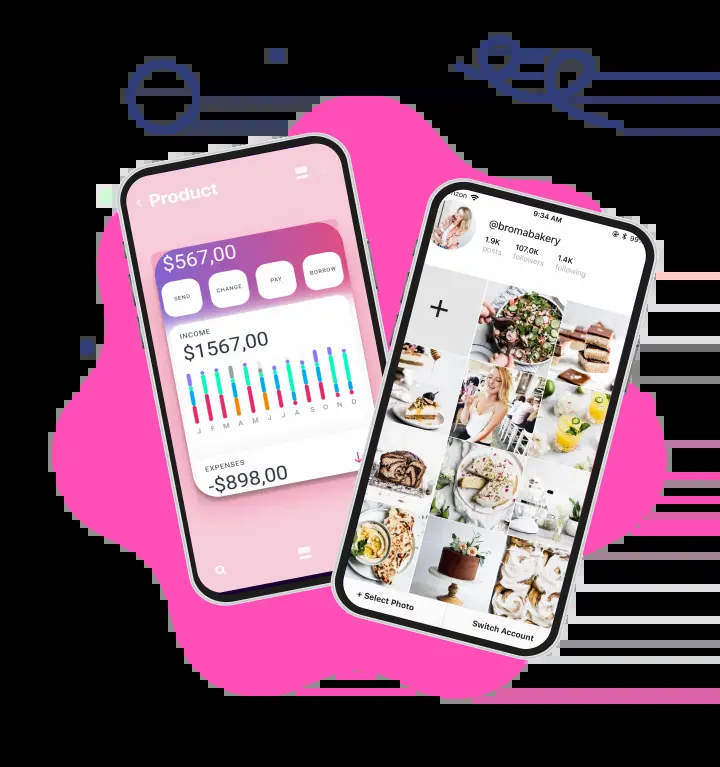 Product
$567,00
SEND
CHANGE
PAY
BORROW
INCOME
$1567,00
J F M A M J J A S O N D
EXPENSES
-$898,00
9:34 AM
@bromabakery
1.9K 107.0K 1.4K
posts followers following
+ Select Photo
Switch Account